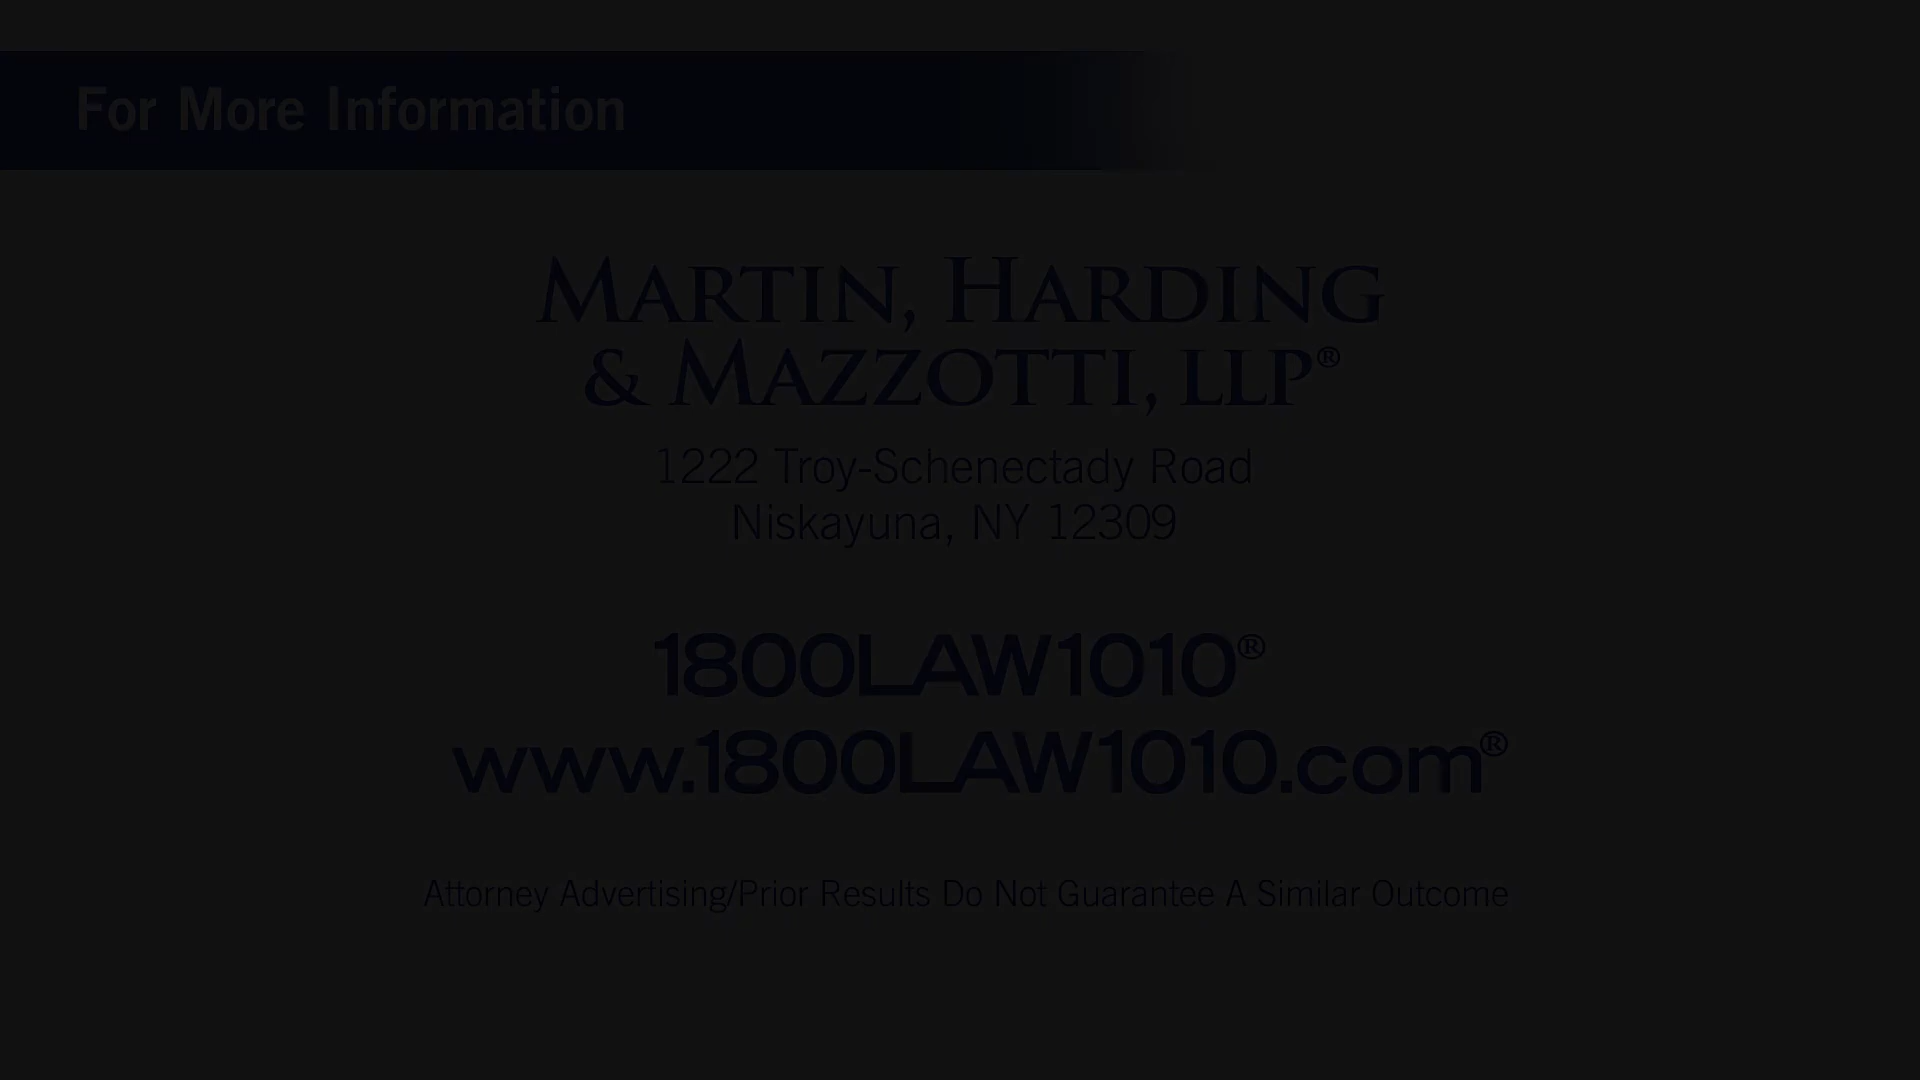 For More Information
MARTIN, HARDING
& MAZZOTTI, LLP®
1222 Troy-Schenectady Road
Niskayuna, NY 12309
1800LAW1010®
www.1800LAW1010.com®
Attorney Advertising/Prior Results Do Not Guarantee A Similar Outcome